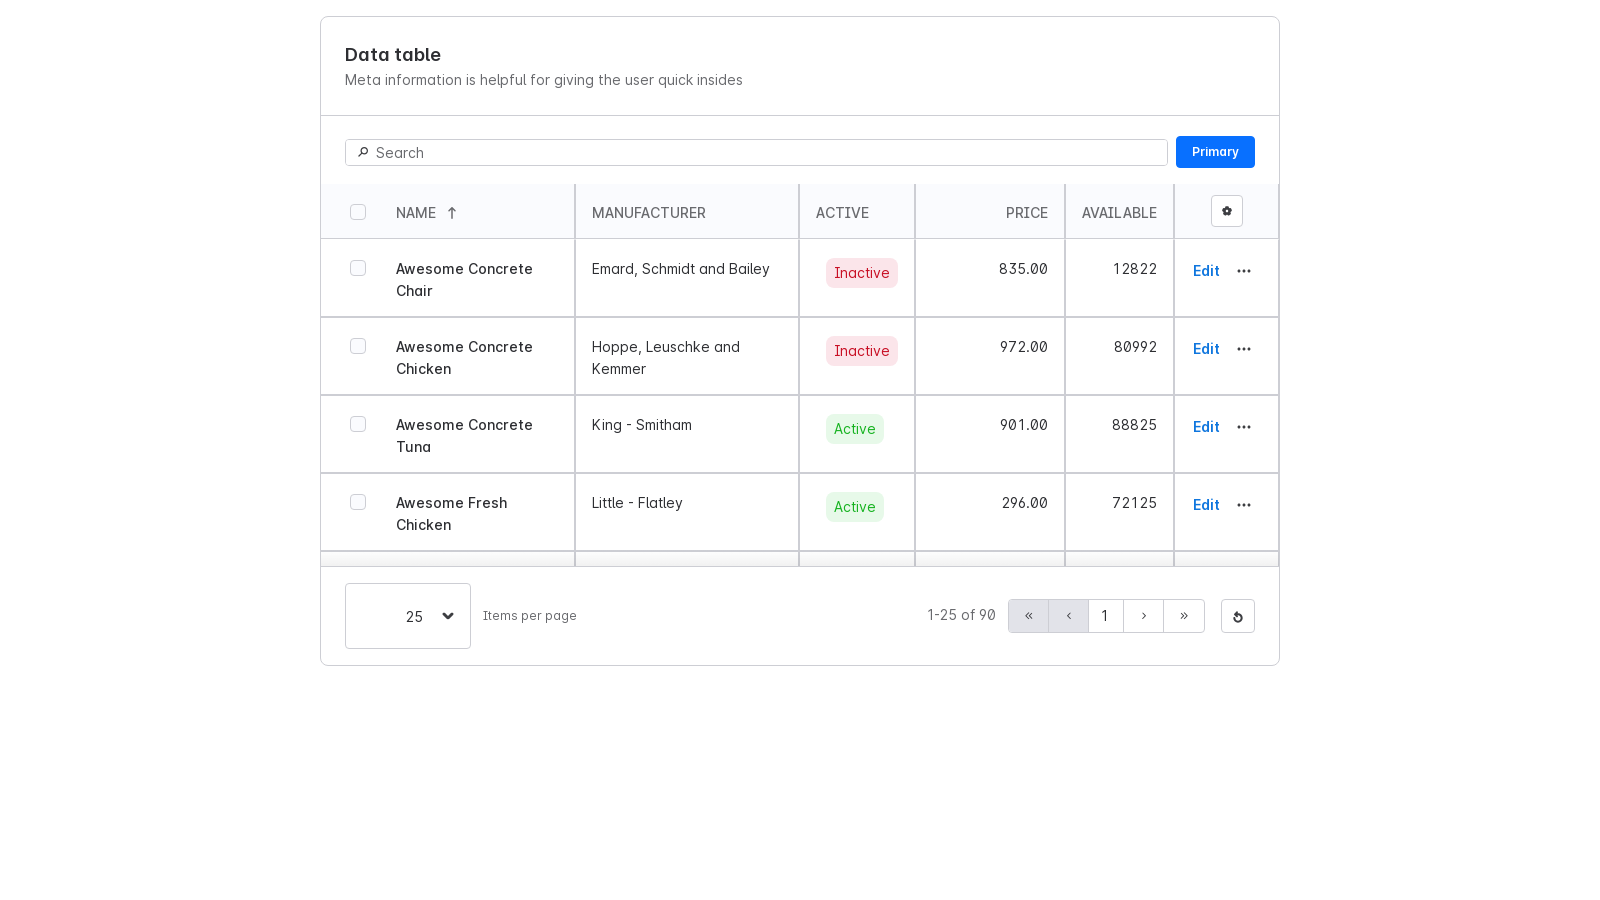 Data table
Meta information is helpful for giving the user quick insides
Search
Primary
NAME
MANUFACTURER
ACTIVE
PRICE
AVAILABLE
Awesome Concrete
Chair
Emard, Schmidt and Bailey
Inactive
835.00
12822
Edit
Awesome Concrete
Chicken
Hoppe, Leuschke and
Kemmer
Inactive
972.00
80992
Edit
Awesome Concrete
Tuna
King - Smitham
Active
901.00
88825
Edit
Awesome Fresh
Chicken
Little - Flatley
Active
296.00
72125
Edit
25
Items per page
1-25 of 90
« ‹ 1 › »